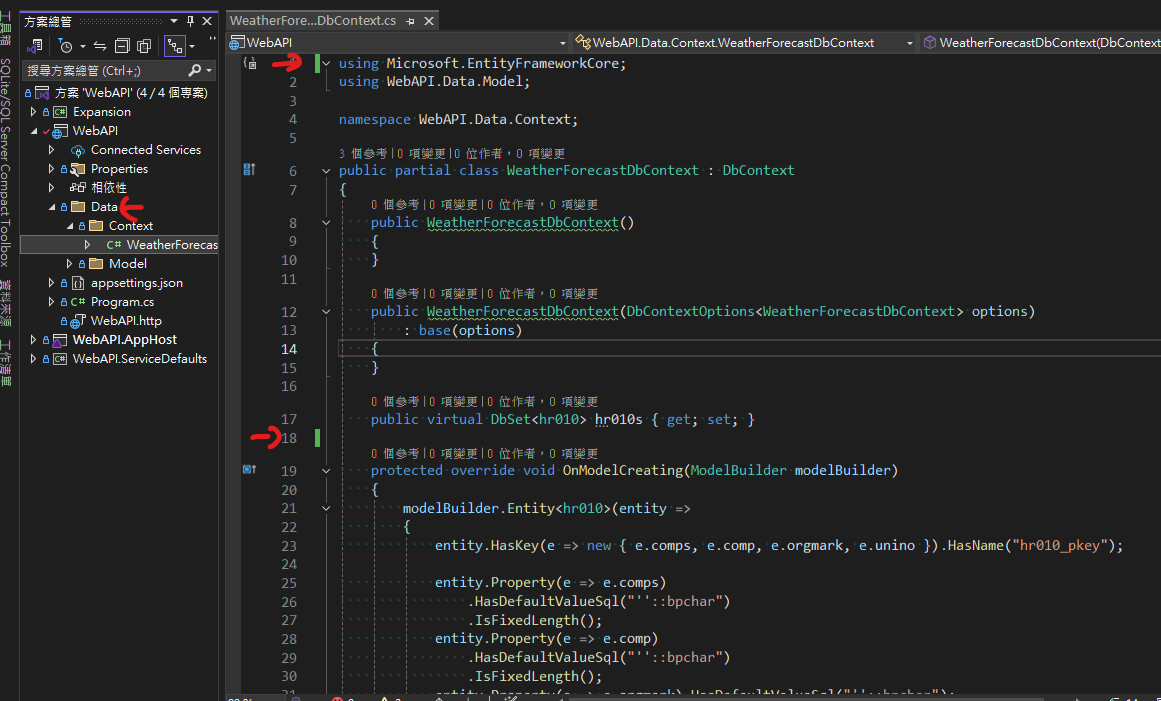 工具箱
SQLite/SQL Server Compact Toolbox
資料來源
工作清單
方案總管
搜尋方案總管 (Ctrl+;)
方案 'WebAPI' (4 / 4 個專案)
Expansion
WebAPI
Connected Services
Properties
相依性
Data
Context
C# WeatherForecas
Model
appsettings.json
C# Program.cs
WebAPI.http
WebAPI.AppHost
WebAPI.ServiceDefaults
WeatherFore...DbContext.cs
WebAPI
WebAPI.Data.Context.WeatherForecastDbContext
WeatherForecastDbContext(DbContext
using Microsoft.EntityFrameworkCore;
2 using WebAPI.Data.Model;
3
4 namespace WebAPI.Data.Context;
5
3 個參考|0 項變更|0 位作者，0 項變更
6 public partial class WeatherForecastDbContext : DbContext
7 {
0 個參考|0 項變更|0 位作者，0 項變更
8 public WeatherForecastDbContext()
9 {
10 }
11
0 個參考|0 項變更|0 位作者，0 項變更
12 public WeatherForecastDbContext(DbContextOptions<WeatherForecastDbContext> options)
13 : base(options)
14 {
15 }
16
0 個參考|0 項變更|0 位作者，0 項變更
17 public virtual DbSet<hr010> hr010s { get; set; }
18
0 個參考|0 項變更|0 位作者，0 項變更
19 protected override void OnModelCreating(ModelBuilder modelBuilder)
20 {
21 modelBuilder.Entity<hr010>(entity =>
22 {
23 entity.HasKey(e => new { e.comps, e.comp, e.orgmark, e.unino }).HasName("hr010_pkey");
24
25 entity.Property(e => e.comps)
26 .HasDefaultValueSql("''::bpchar")
27 .IsFixedLength();
28 entity.Property(e => e.comp)
29 .HasDefaultValueSql("''::bpchar")
30 .IsFixedLength();
31 entity.Property(e => e.orgmark).HasDefaultValueSql("''::bpchar");